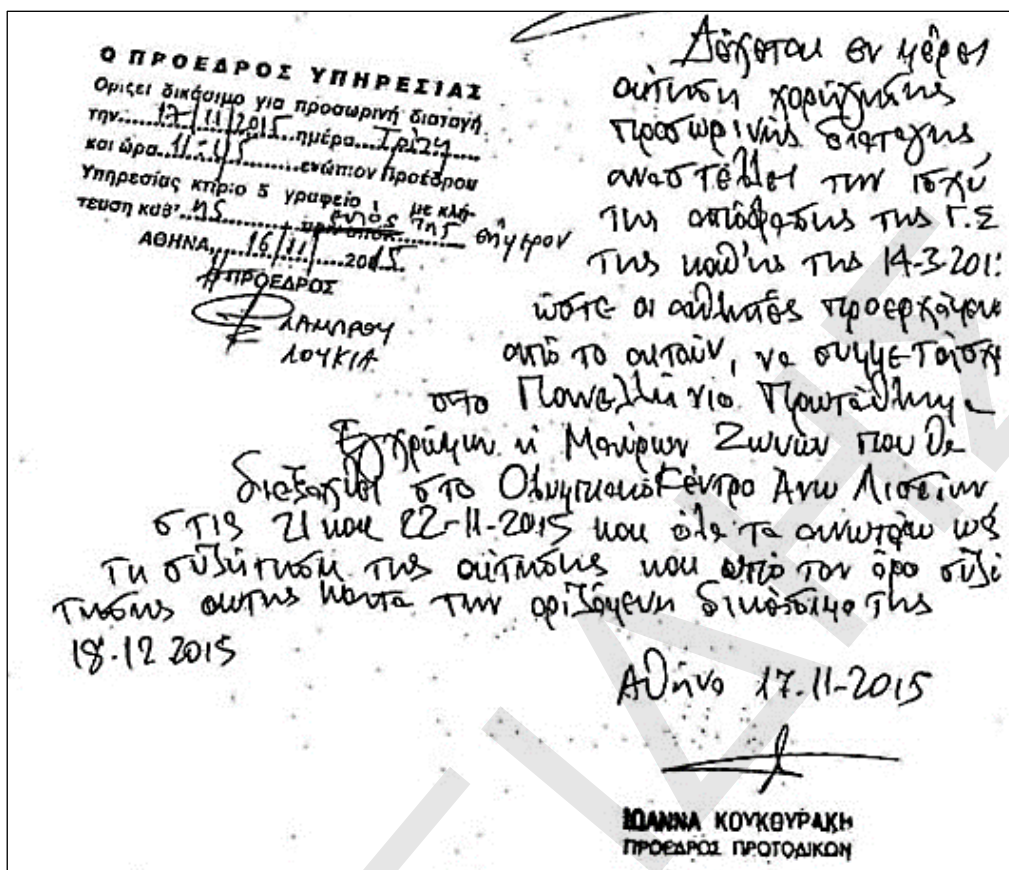 Ο ΠΡΟΕΔΡΟΣ ΥΠΗΡΕΣΙΑΣ
Ορίζει δικάσιμο για προσωρινή διαταγή
την 17/11/2015 ημέρα Τρίτη
και ώρα 11-15 ενώπιον Προέδρου
Υπηρεσίας κτίριο 5 γραφείο 1 με κλή-
τευση καθ' ης ενός της σήμερον
ΑΘΗΝΑ 16/11/2015
Ο ΠΡΟΕΔΡΟΣ
ΛΑΜΠΡΟΥ
ΛΟΥΚΙΑ
Δέχεται εν μέρει
αίτηση χορήγησης
προσωρινής διαταγής,
αναστέλλει την ισχύ
της απόφασης της Γ.Σ
της καθ'ης της 14-3-201
ώστε οι αθλητές προερχόμενοι
από το αιτούν, να συμμετάσχ
στο Πανελλήνιο Πρωτάθλημα
Εγχρώμων κ Μαύρων Ζωνών που θα
διεξαχθεί στο Ολυμπιακό Κέντρο Άνω Λιοσίων
στις 21 και 22-11-2015 και όλα τα ανωτέρω ως
τη συζήτηση της αίτησης και υπό τον όρο συζή
τησης αυτής κατά την οριζόμενη δικάσιμο της
18-12 2015
Αθήνα 17-11-2015
ΙΩΑΝΝΑ ΚΟΥΚΟΥΡΑΚΗ
ΠΡΟΕΔΡΟΣ ΠΡΩΤΟΔΙΚΩΝ